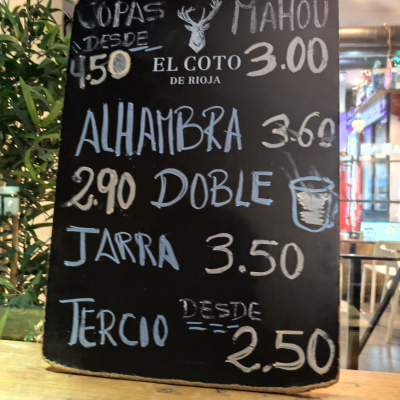 COPAS MAHOU
DESDE
4.50 EL COTO 3.00
DE RIOJA
ALHAMBRA 3.60
2.90 DOBLE
JARRA 3.50
TERCIO DESDE
2.50